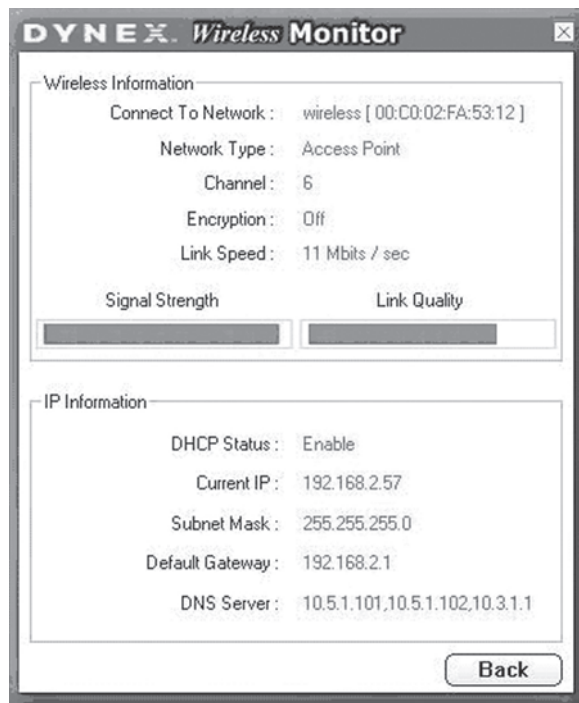 DYNEX. Wireless Monitor
Wireless Information
Connect To Network : wireless [ 00:C0:02:FA:53:12 ]
Network Type : Access Point
Channel : 6
Encryption : Off
Link Speed : 11 Mbits / sec
Signal Strength Link Quality
IP Information
DHCP Status : Enable
Current IP : 192.168.2.57
Subnet Mask : 255.255.255.0
Default Gateway : 192.168.2.1
DNS Server : 10.5.1.101,10.5.1.102,10.3.1.1
Back